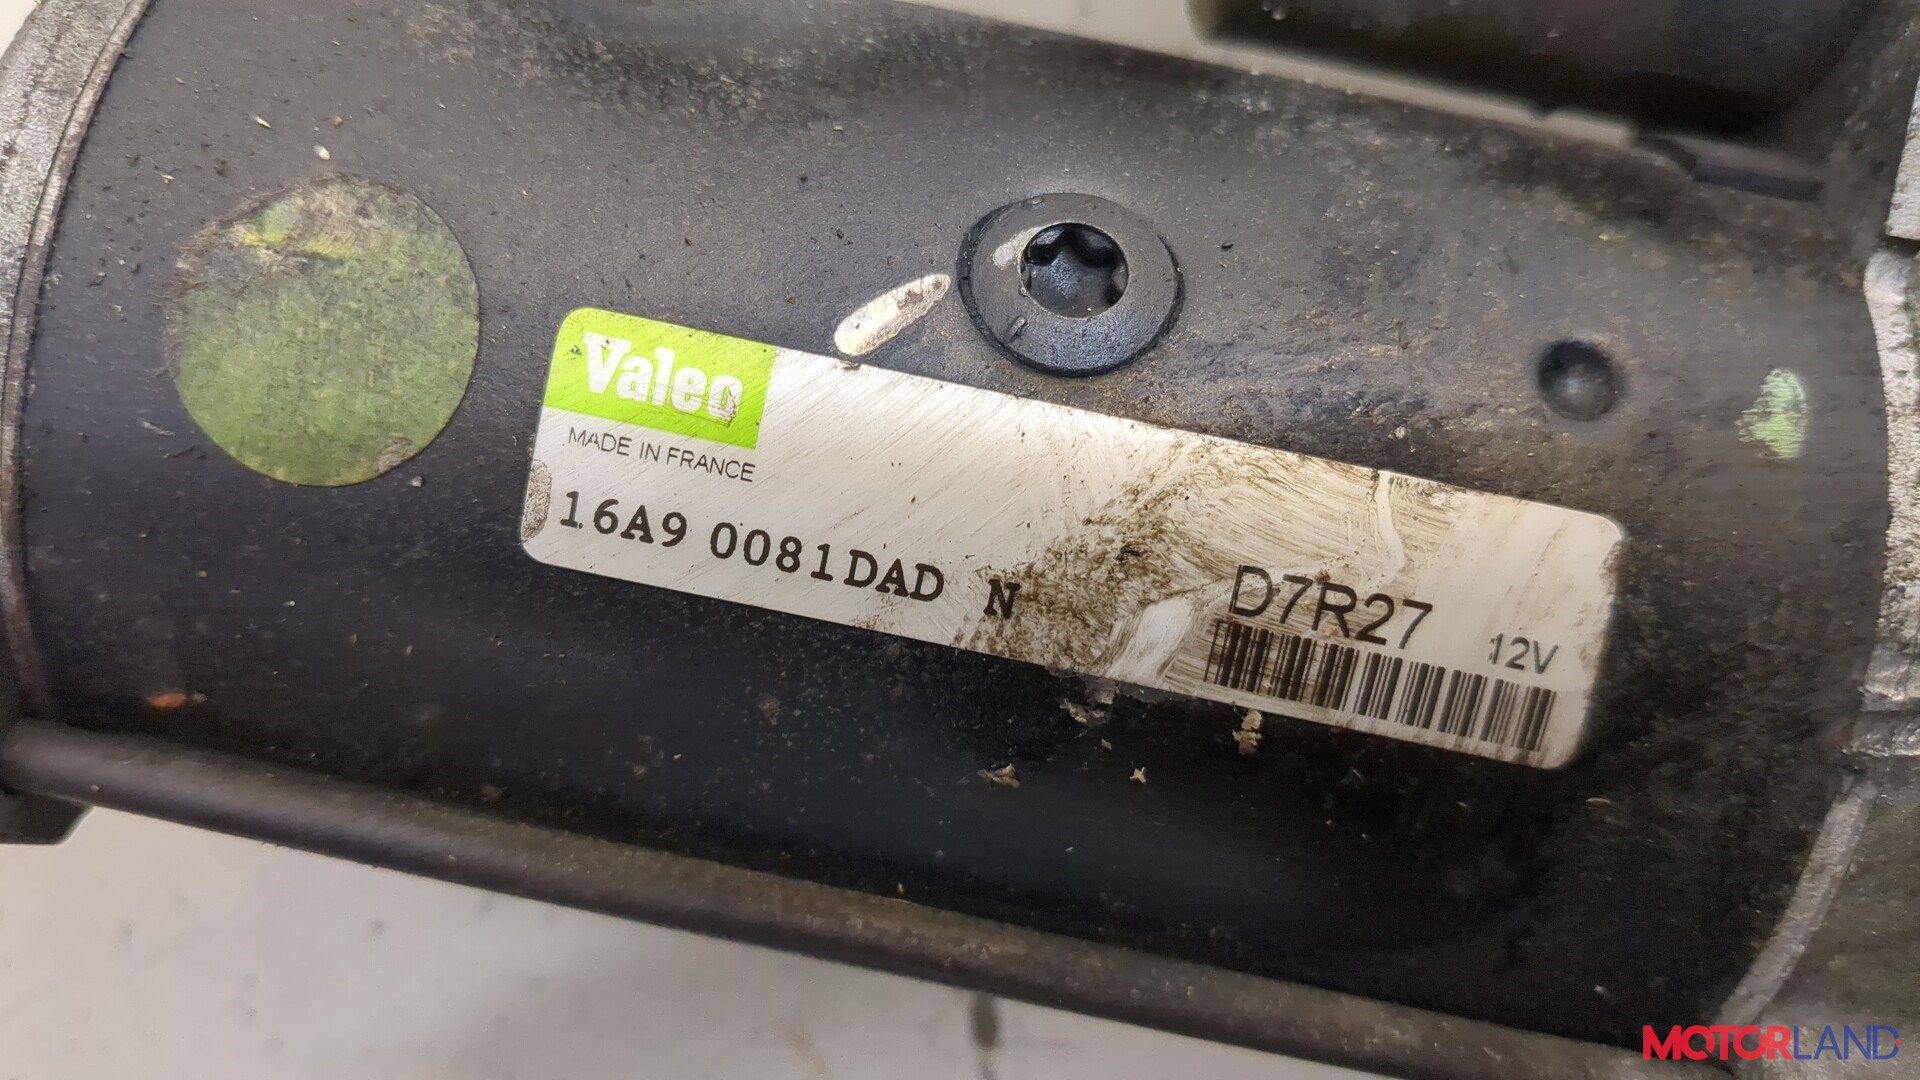 Valeo
MADE IN FRANCE
16A9 0081DAD N
D7R27
12V
MOTORLAND